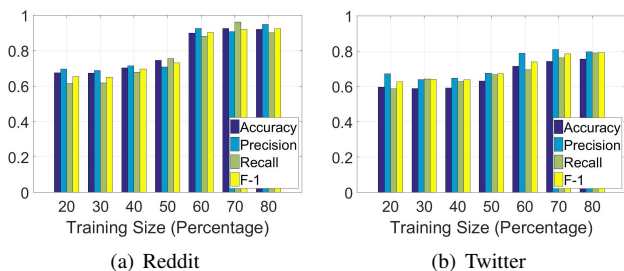 1
0.8
0.6
0.4
0.2
0
20 30 40 50 60 70 80
Training Size (Percentage)
Accuracy
Precision
Recall
F-1
(a) Reddit
1
0.8
0.6
0.4
0.2
0
20 30 40 50 60 70 80
Training Size (Percentage)
Accuracy
Precision
Recall
F-1
(b) Twitter